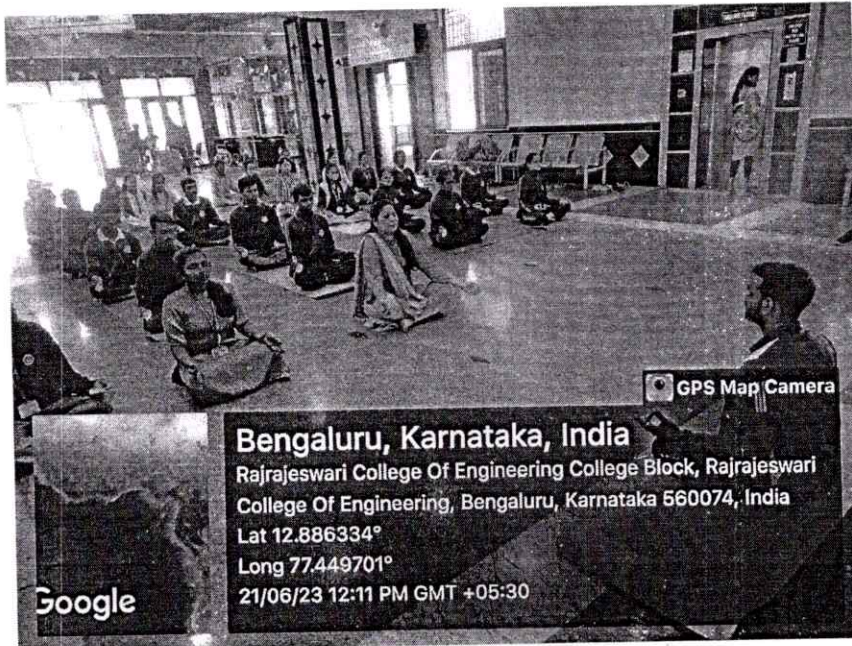 GPS Map Camera
Bengaluru, Karnataka, India
Rajrajeswari College Of Engineering College Block, Rajrajeswari
College Of Engineering, Bengaluru, Karnataka 560074, India
Lat 12.886334°
Long 77.449701°
21/06/23 12:11 PM GMT +05:30
Google